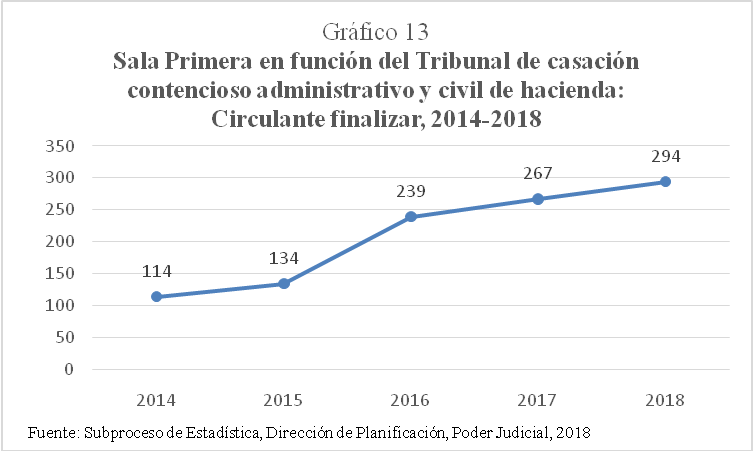 Gráfico 13
Sala Primera en función del Tribunal de casación
contencioso administrativo y civil de hacienda:
Circulante finalizar, 2014-2018
350
300
250
200
150
100
50
0
114
134
239
267
294
2014 2015 2016 2017 2018
Fuente: Subproceso de Estadística, Dirección de Planificación, Poder Judicial, 2018